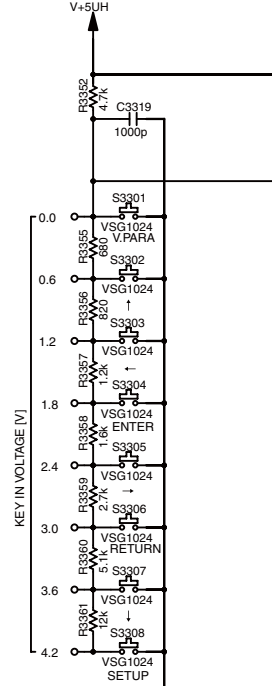 V+5UH
R3352
4.7k
C3319
1000p
S3301
0.0
VSG1024
V.PARA
R3355
680
S3302
0.6
VSG1024
R3356
820
↑
S3303
1.2
VSG1024
R3357
1.2k
←
S3304
1.8
VSG1024
ENTER
R3358
1.6k
S3305
2.4
VSG1024
R3359
2.7k
→
S3306
3.0
VSG1024
RETURN
R3360
5.1k
S3307
3.6
VSG1024
R3361
12k
↓
S3308
4.2
VSG1024
SETUP
KEY IN VOLTAGE [V]